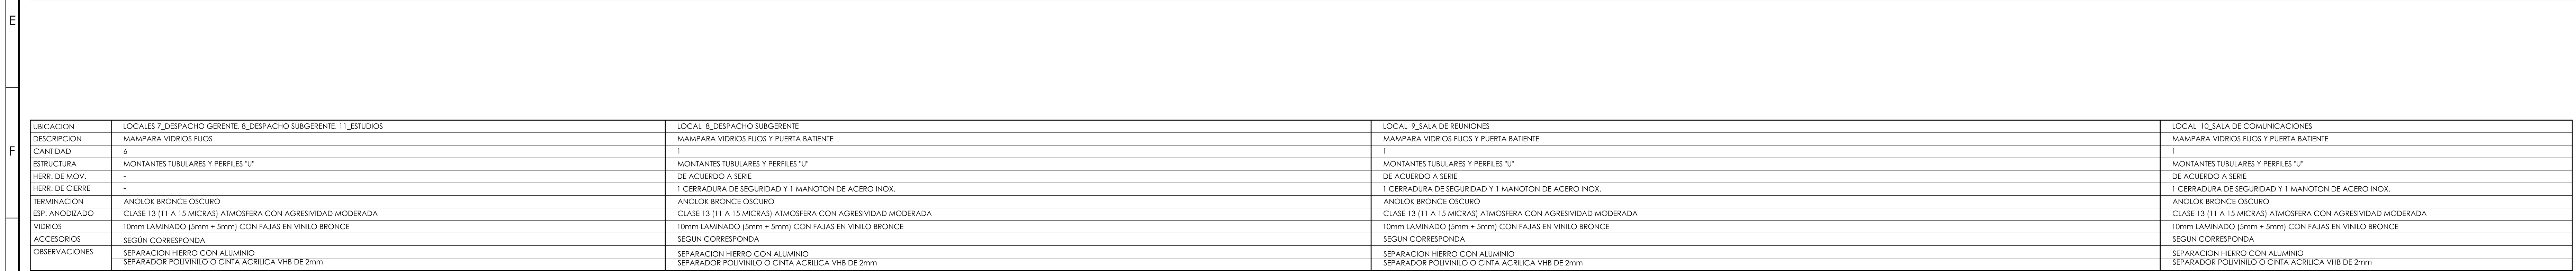 E
F
UBICACION LOCALES 7_DESPACHO GERENTE, 8_DESPACHO SUBGERENTE, 11_ESTUDIOS LOCAL 8_DESPACHO SUBGERENTE LOCAL 9_SALA DE REUNIONES LOCAL 10_SALA DE COMUNICACIONES
DESCRIPCION MAMPARA VIDRIOS FIJOS MAMPARA VIDRIOS FIJOS Y PUERTA BATIENTE MAMPARA VIDRIOS FIJOS Y PUERTA BATIENTE MAMPARA VIDRIOS FIJOS Y PUERTA BATIENTE
CANTIDAD 6 1 1 1
ESTRUCTURA MONTANTES TUBULARES Y PERFILES "U" MONTANTES TUBULARES Y PERFILES "U" MONTANTES TUBULARES Y PERFILES "U" MONTANTES TUBULARES Y PERFILES "U"
HERR. DE MOV. - DE ACUERDO A SERIE DE ACUERDO A SERIE DE ACUERDO A SERIE
HERR. DE CIERRE - 1 CERRADURA DE SEGURIDAD Y 1 MANOTON DE ACERO INOX. 1 CERRADURA DE SEGURIDAD Y 1 MANOTON DE ACERO INOX. 1 CERRADURA DE SEGURIDAD Y 1 MANOTON DE ACERO INOX.
TERMINACION ANOLOK BRONCE OSCURO ANOLOK BRONCE OSCURO ANOLOK BRONCE OSCURO ANOLOK BRONCE OSCURO
ESP. ANODIZADO CLASE 13 (11 A 15 MICRAS) ATMOSFERA CON AGRESIVIDAD MODERADA CLASE 13 (11 A 15 MICRAS) ATMOSFERA CON AGRESIVIDAD MODERADA CLASE 13 (11 A 15 MICRAS) ATMOSFERA CON AGRESIVIDAD MODERADA CLASE 13 (11 A 15 MICRAS) ATMOSFERA CON AGRESIVIDAD MODERADA
VIDRIOS 10mm LAMINADO (5mm + 5mm) CON FAJAS EN VINILO BRONCE 10mm LAMINADO (5mm + 5mm) CON FAJAS EN VINILO BRONCE 10mm LAMINADO (5mm + 5mm) CON FAJAS EN VINILO BRONCE 10mm LAMINADO (5mm + 5mm) CON FAJAS EN VINILO BRONCE
ACCESORIOS SEGÚN CORRESPONDA SEGUN CORRESPONDA SEGUN CORRESPONDA SEGUN CORRESPONDA
OBSERVACIONES SEPARACION HIERRO CON ALUMINIO SEPARACION HIERRO CON ALUMINIO SEPARACION HIERRO CON ALUMINIO SEPARACION HIERRO CON ALUMINIO
SEPARADOR POLIVINILO O CINTA ACRILICA VHB DE 2mm SEPARADOR POLIVINILO O CINTA ACRILICA VHB DE 2mm SEPARADOR POLIVINILO O CINTA ACRILICA VHB DE 2mm SEPARADOR POLIVINILO O CINTA ACRILICA VHB DE 2mm